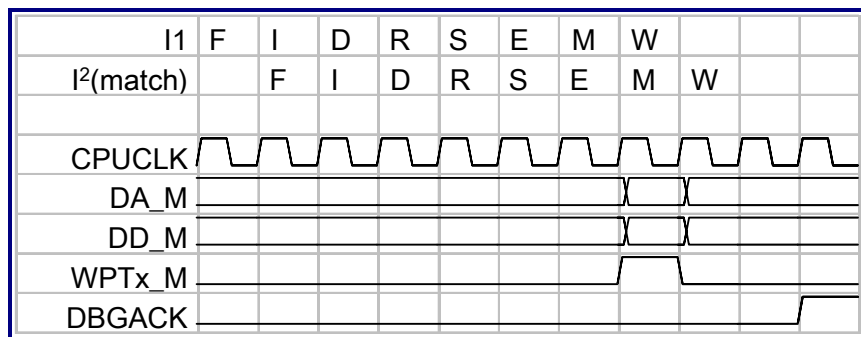 I1 F I D R S E M W
I²(match) F I D R S E M W
CPUCLK
DA_M
DD_M
WPTx_M
DBGACK